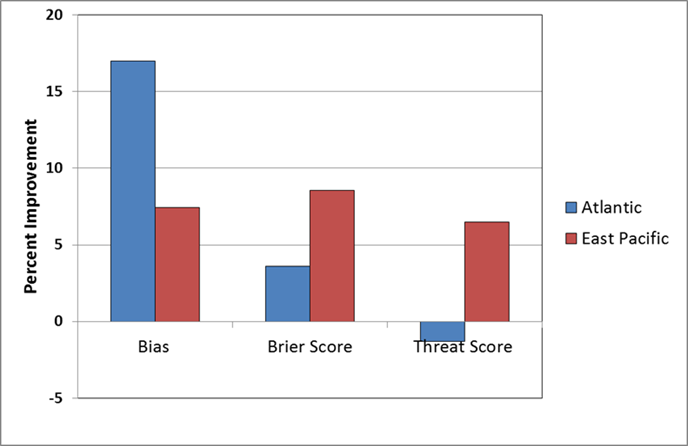 20
15
10
5
0
-5
Percent Improvement
Bias
Brier Score
Threat Score
Atlantic
East Pacific